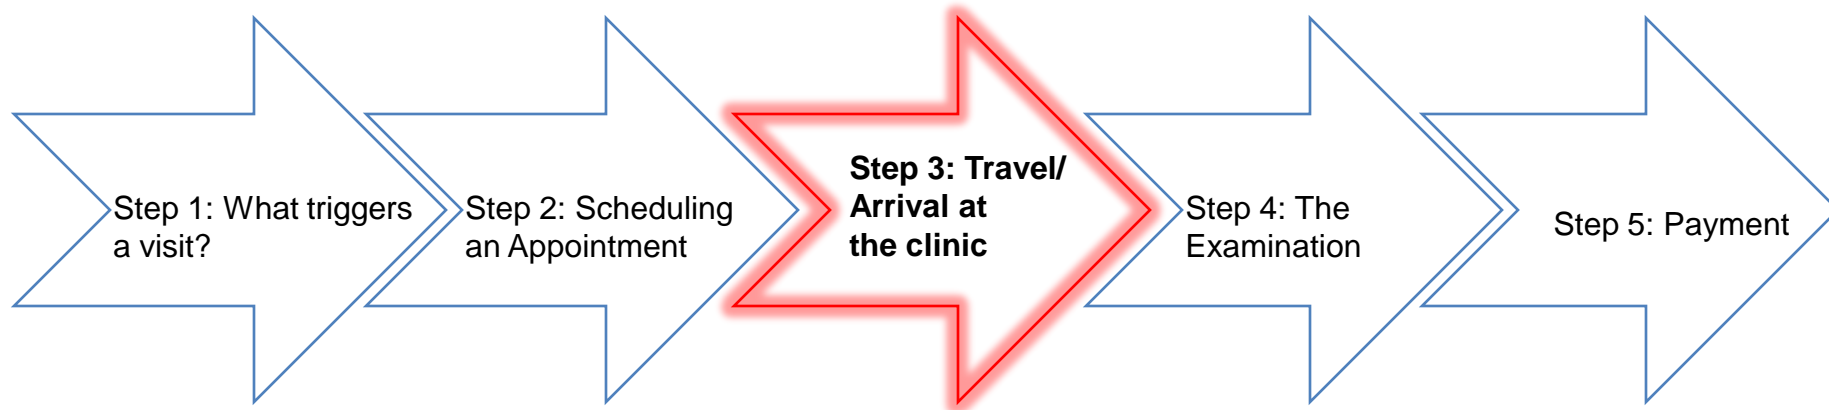 Step 1: What triggers
a visit?
Step 2: Scheduling
an Appointment
Step 3: Travel/
Arrival at
the clinic
Step 4: The
Examination
Step 5: Payment